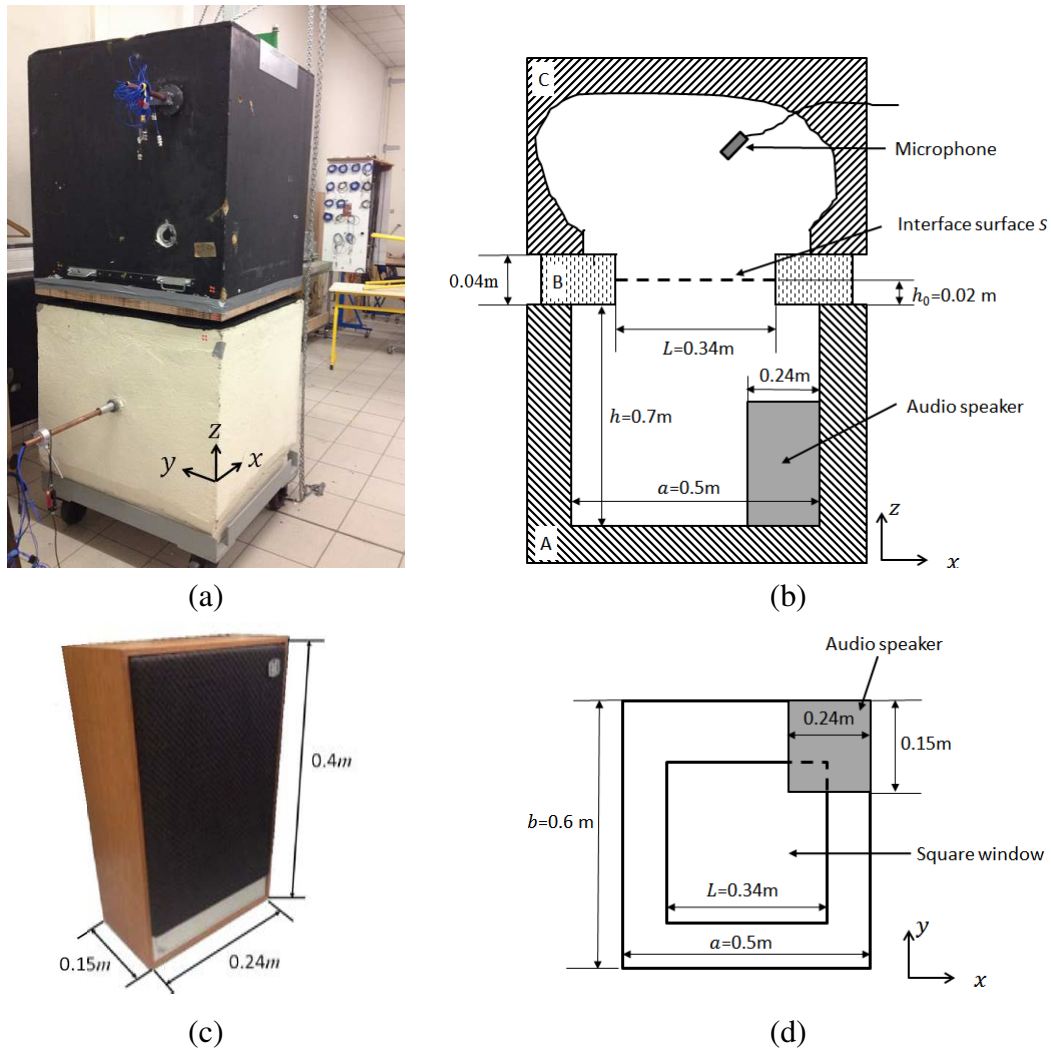 z
y
x
(a)
C
Microphone
Interface surface S
0.04m
B
h₀=0.02 m
L=0.34m
0.24m
h=0.7m
Audio speaker
a=0.5m
A
z
x
(b)
0.4m
0.15m
0.24m
(c)
Audio speaker
0.24m
0.15m
b=0.6 m
Square window
L=0.34m
a=0.5m
y
x
(d)